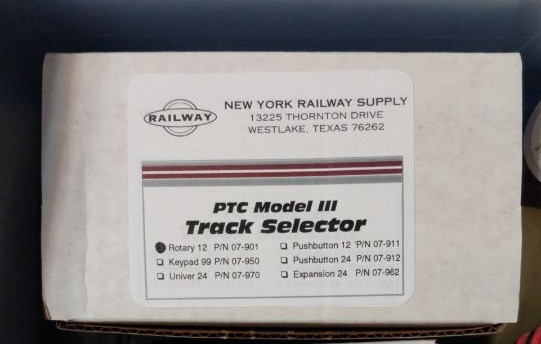 RAILWAY
NEW YORK RAILWAY SUPPLY
13225 THORNTON DRIVE
WESTLAKE, TEXAS 76262
PTC Model III
Track Selector
Rotary 12 P/N 07-901
Pushbutton 12 P/N 07-911
Keypad 99 P/N 07-950
Pushbutton 24 P/N 07-912
Univer 24 P/N 07-970
Expansion 24 P/N 07-962